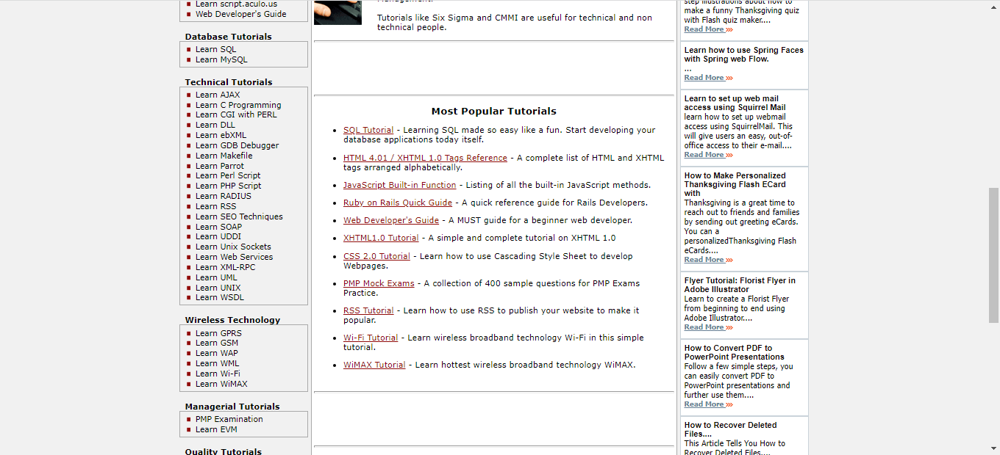 Learn script.aculo.us
Web Developer's Guide
Database Tutorials
Learn SQL
Learn MySQL
Technical Tutorials
Learn AJAX
Learn C Programming
Learn CGI with PERL
Learn DLL
Learn ebXML
Learn GDB Debugger
Learn Makefile
Learn Parrot
Learn Perl Script
Learn PHP Script
Learn RADIUS
Learn RSS
Learn SEO Techniques
Learn SOAP
Learn UDDI
Learn Unix Sockets
Learn Web Services
Learn XML-RPC
Learn UML
Learn UNIX
Learn WSDL
Wireless Technology
Learn GPRS
Learn GSM
Learn WAP
Learn WML
Learn Wi-Fi
Learn WiMAX
Managerial Tutorials
PMP Examination
Learn EVM
Quality Tutorials
Management.
Tutorials like Six Sigma and CMMI are useful for technical and non
technical people.
Most Popular Tutorials
SQL Tutorial - Learning SQL made so easy like a fun. Start developing your
database applications today itself.
HTML 4.01 / XHTML 1.0 Tags Reference - A complete list of HTML and XHTML
tags arranged alphabetically.
JavaScript Built-in Function - Listing of all the built-in JavaScript methods.
Ruby on Rails Quick Guide - A quick reference guide for Rails Developers.
Web Developer's Guide - A MUST guide for a beginner web developer.
XHTML1.0 Tutorial - A simple and complete tutorial on XHTML 1.0
CSS 2.0 Tutorial - Learn how to use Cascading Style Sheet to develop
Webpages.
PMP Mock Exams - A collection of 400 sample questions for PMP Exams
Practice.
RSS Tutorial - Learn how to use RSS to publish your website to make it
popular.
Wi-Fi Tutorial - Learn wireless broadband technology Wi-Fi in this simple
tutorial.
WiMAX Tutorial - Learn hottest wireless broadband technology WiMAX.
step illustrations about how to
make a funny Thanksgiving quiz
with Flash quiz maker....
Read More »»
Learn how to use Spring Faces
with Spring web Flow.
...
Read More »»
Learn to set up web mail
access using Squirrel Mail
learn how to set up webmail
access using SquirrelMail. This
will give users an easy, out-of-
office access to their e-mail....
Read More »»
How to Make Personalized
Thanksgiving Flash ECard
with
Thanksgiving is a great time to
reach out to friends and families
by sending out greeting eCards.
You can a
personalizedThanksgiving Flash
eCards....
Read More »»
Flyer Tutorial: Florist Flyer in
Adobe Illustrator
Learn to create a Florist Flyer
from beginning to end using
Adobe Illustrator....
Read More »»
How to Convert PDF to
PowerPoint Presentations
Follow a few simple steps, you
can easily convert PDF to
PowerPoint presentations and
further use them....
Read More »»
How to Recover Deleted
Files....
This Article Tells You How to
Recover Deleted Files....